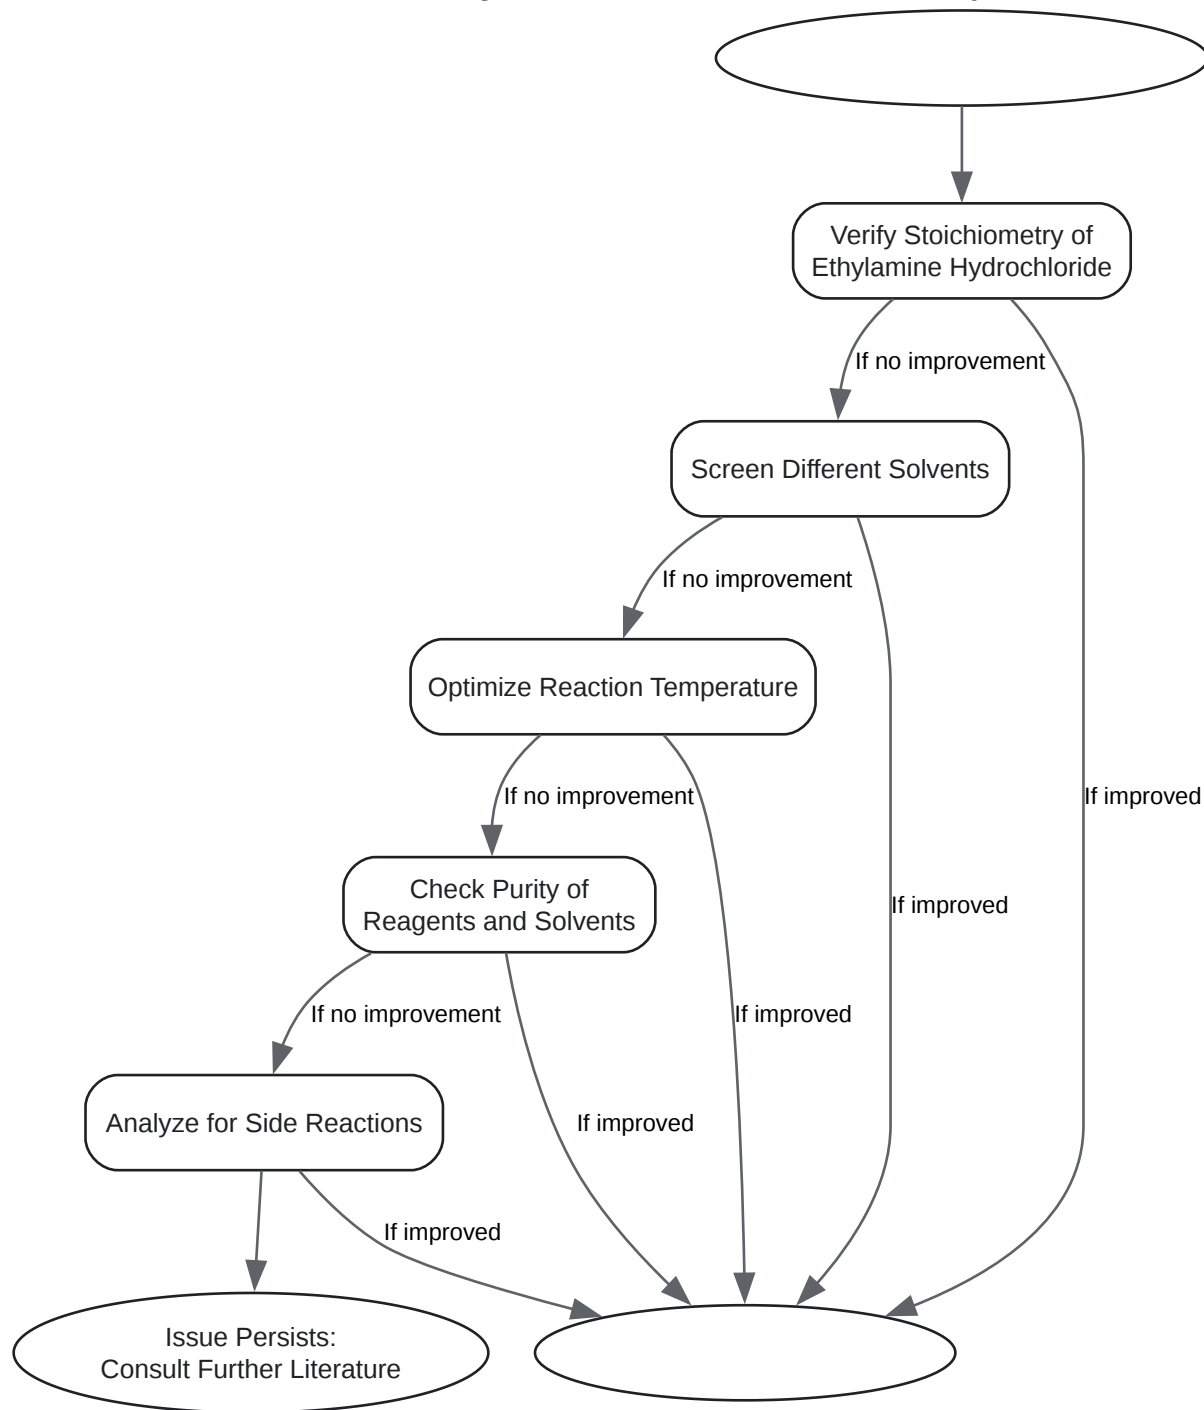 Verify Stoichiometry of
Ethylamine Hydrochloride
If no improvement
Screen Different Solvents
If no improvement
Optimize Reaction Temperature
If no improvement
If improved
Check Purity of
Reagents and Solvents
If improved
If no improvement
If improved
Analyze for Side Reactions
If improved
If improved
Issue Persists:
Consult Further Literature